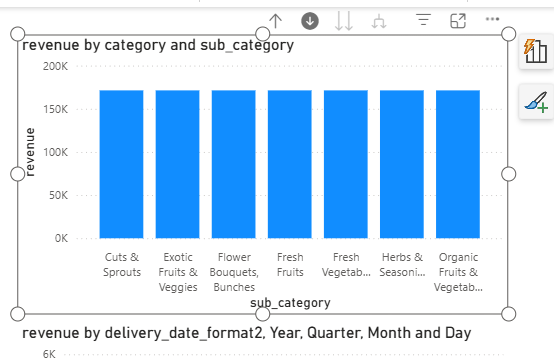 revenue by category and sub_category
200K
150K
100K
50K
0K
revenue
Cuts &
Sprouts
Exotic
Fruits &
Veggies
Flower
Bouquets,
Bunches
Fresh
Fruits
Fresh
Vegetab...
Herbs &
Seasoni...
Organic
Fruits &
Vegetab...
sub_category
revenue by delivery_date_format2, Year, Quarter, Month and Day
6K